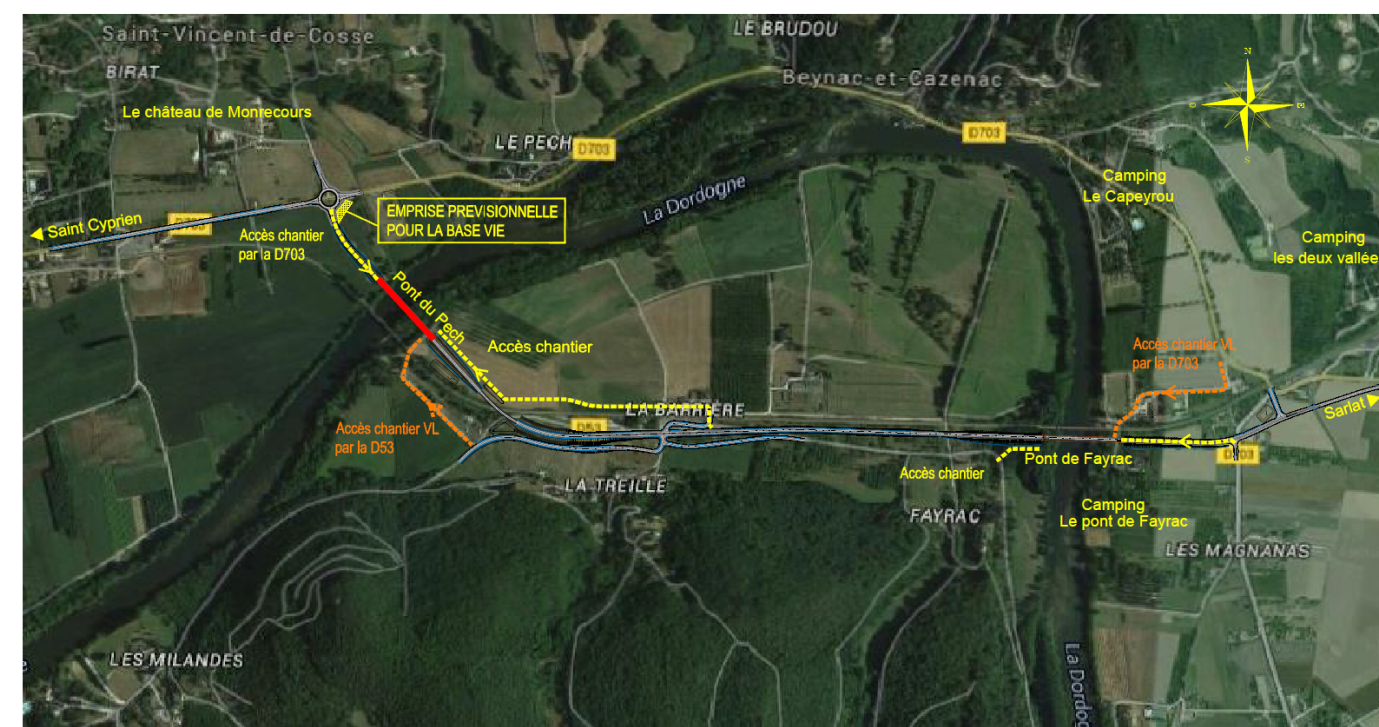 Saint-Vincent-de-Cosse
BIRAT
Le château de Monrecours
LE BRUDOU
Beynac-et-Cazenac
N
E
S
LE PECH
D703
D703
La Dordogne
Camping
Le Capeyrou
Camping
les deux vallée
EMPRISE PREVISIONNELLE
POUR LA BASE VIE
Saint Cyprien
Accès chantier
par la D703
Pont du Pech
Accès chantier
Accès chantier VL
par la D703
LA BARRIÈRE
D53
Sarlat
Accès chantier VL
par la D53
Pont de Fayrac
Accès chantier
LA TREILLE
FAYRAC
Camping
Le pont de Fayrac
LES MAGNANAS
LES MILANDES
La Dordog